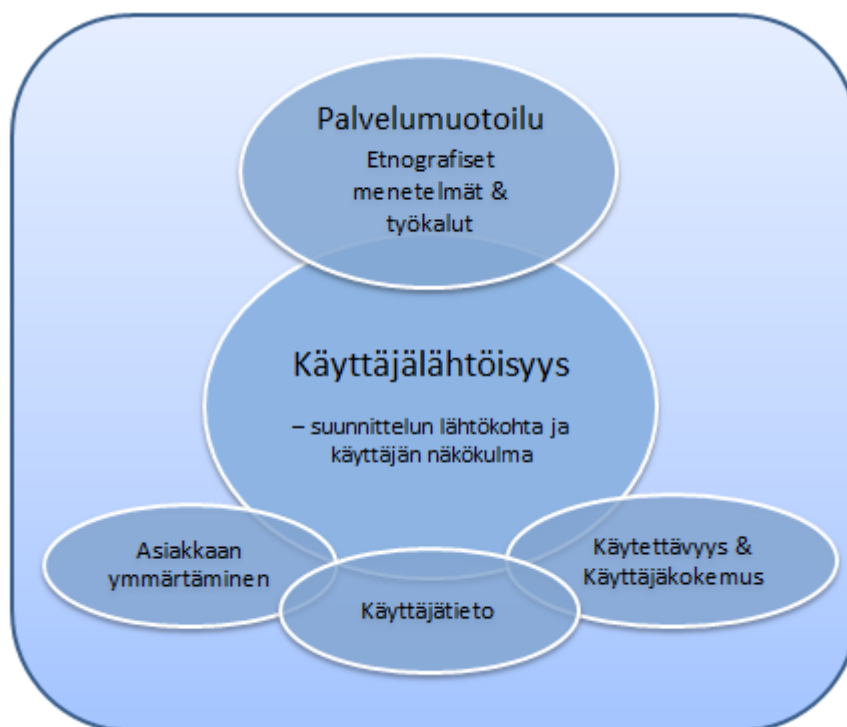 Palvelumuotoilu
Etnografiset
menetelmät &
työkalut
Käyttäjälähtöisyys
– suunnittelun lähtökohta ja
käyttäjän näkökulma
Asiakkaan
ymmärtäminen
Käyttäjätieto
Käytettävyys &
Käyttäjäkokemus